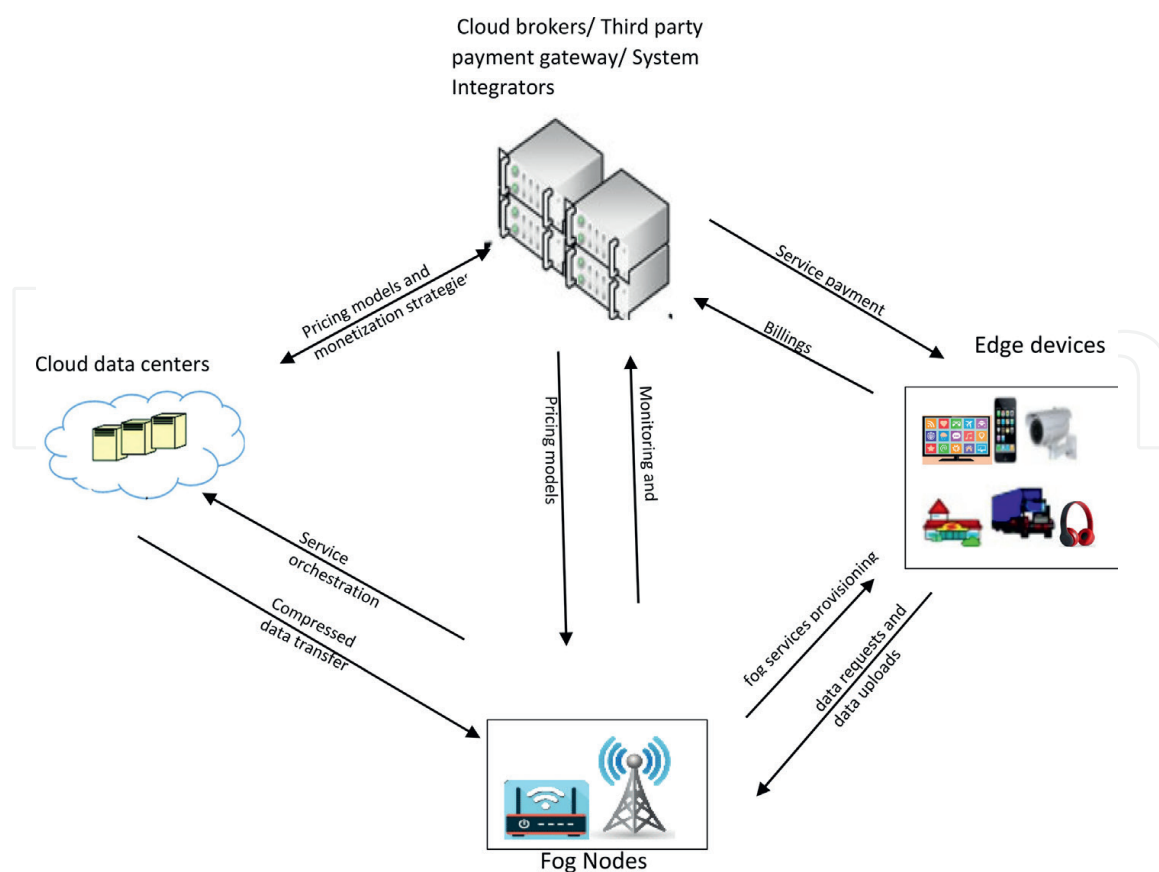 Cloud brokers/ Third party
payment gateway/ System
Integrators
Pricing models and
monetization strategies
Service payment
Billings
Cloud data centers
Edge devices
Pricing models
Monitoring and
Service
orchestration
Compressed
data transfer
fog services provisioning
data requests and
data uploads
Fog Nodes